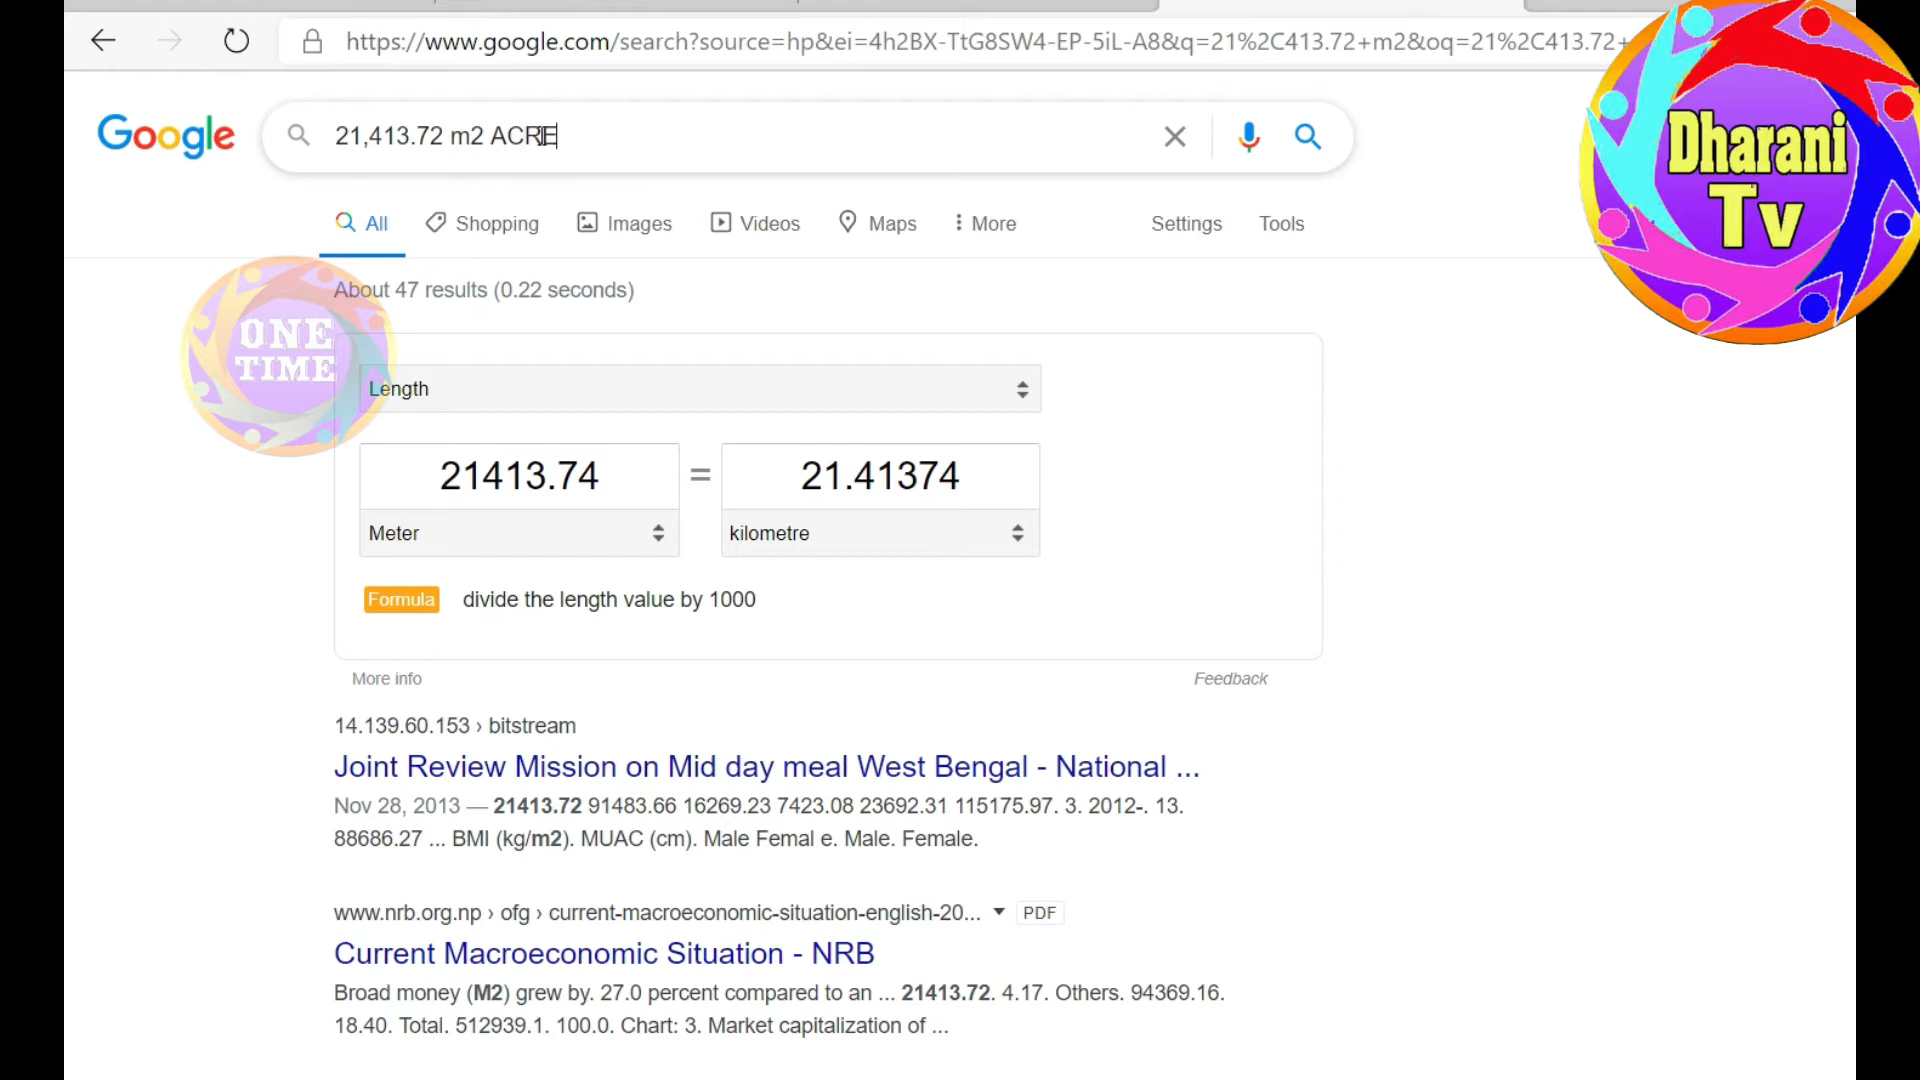 https://www.google.com/search?source=hp&ei=4h2BX-TtG8SW4-EP-5iL-A8&q=21%2C413.72+m2&oq=21%2C413.72+
Google
21,413.72 m2 ACRE
All Shopping Images Videos Maps More Settings Tools
Dharani
Tv
About 47 results (0.22 seconds)
ONE
TIME
Length
21413.74 = 21.41374
Meter kilometre
Formula divide the length value by 1000
More info Feedback
14.139.60.153 › bitstream
Joint Review Mission on Mid day meal West Bengal - National ...
Nov 28, 2013 — 21413.72 91483.66 16269.23 7423.08 23692.31 115175.97. 3. 2012-. 13.
88686.27 ... BMI (kg/m2). MUAC (cm). Male Femal e. Male. Female.
www.nrb.org.np › ofg › current-macroeconomic-situation-english-20... PDF
Current Macroeconomic Situation - NRB
Broad money (M2) grew by. 27.0 percent compared to an ... 21413.72. 4.17. Others. 94369.16.
18.40. Total. 512939.1. 100.0. Chart: 3. Market capitalization of ...